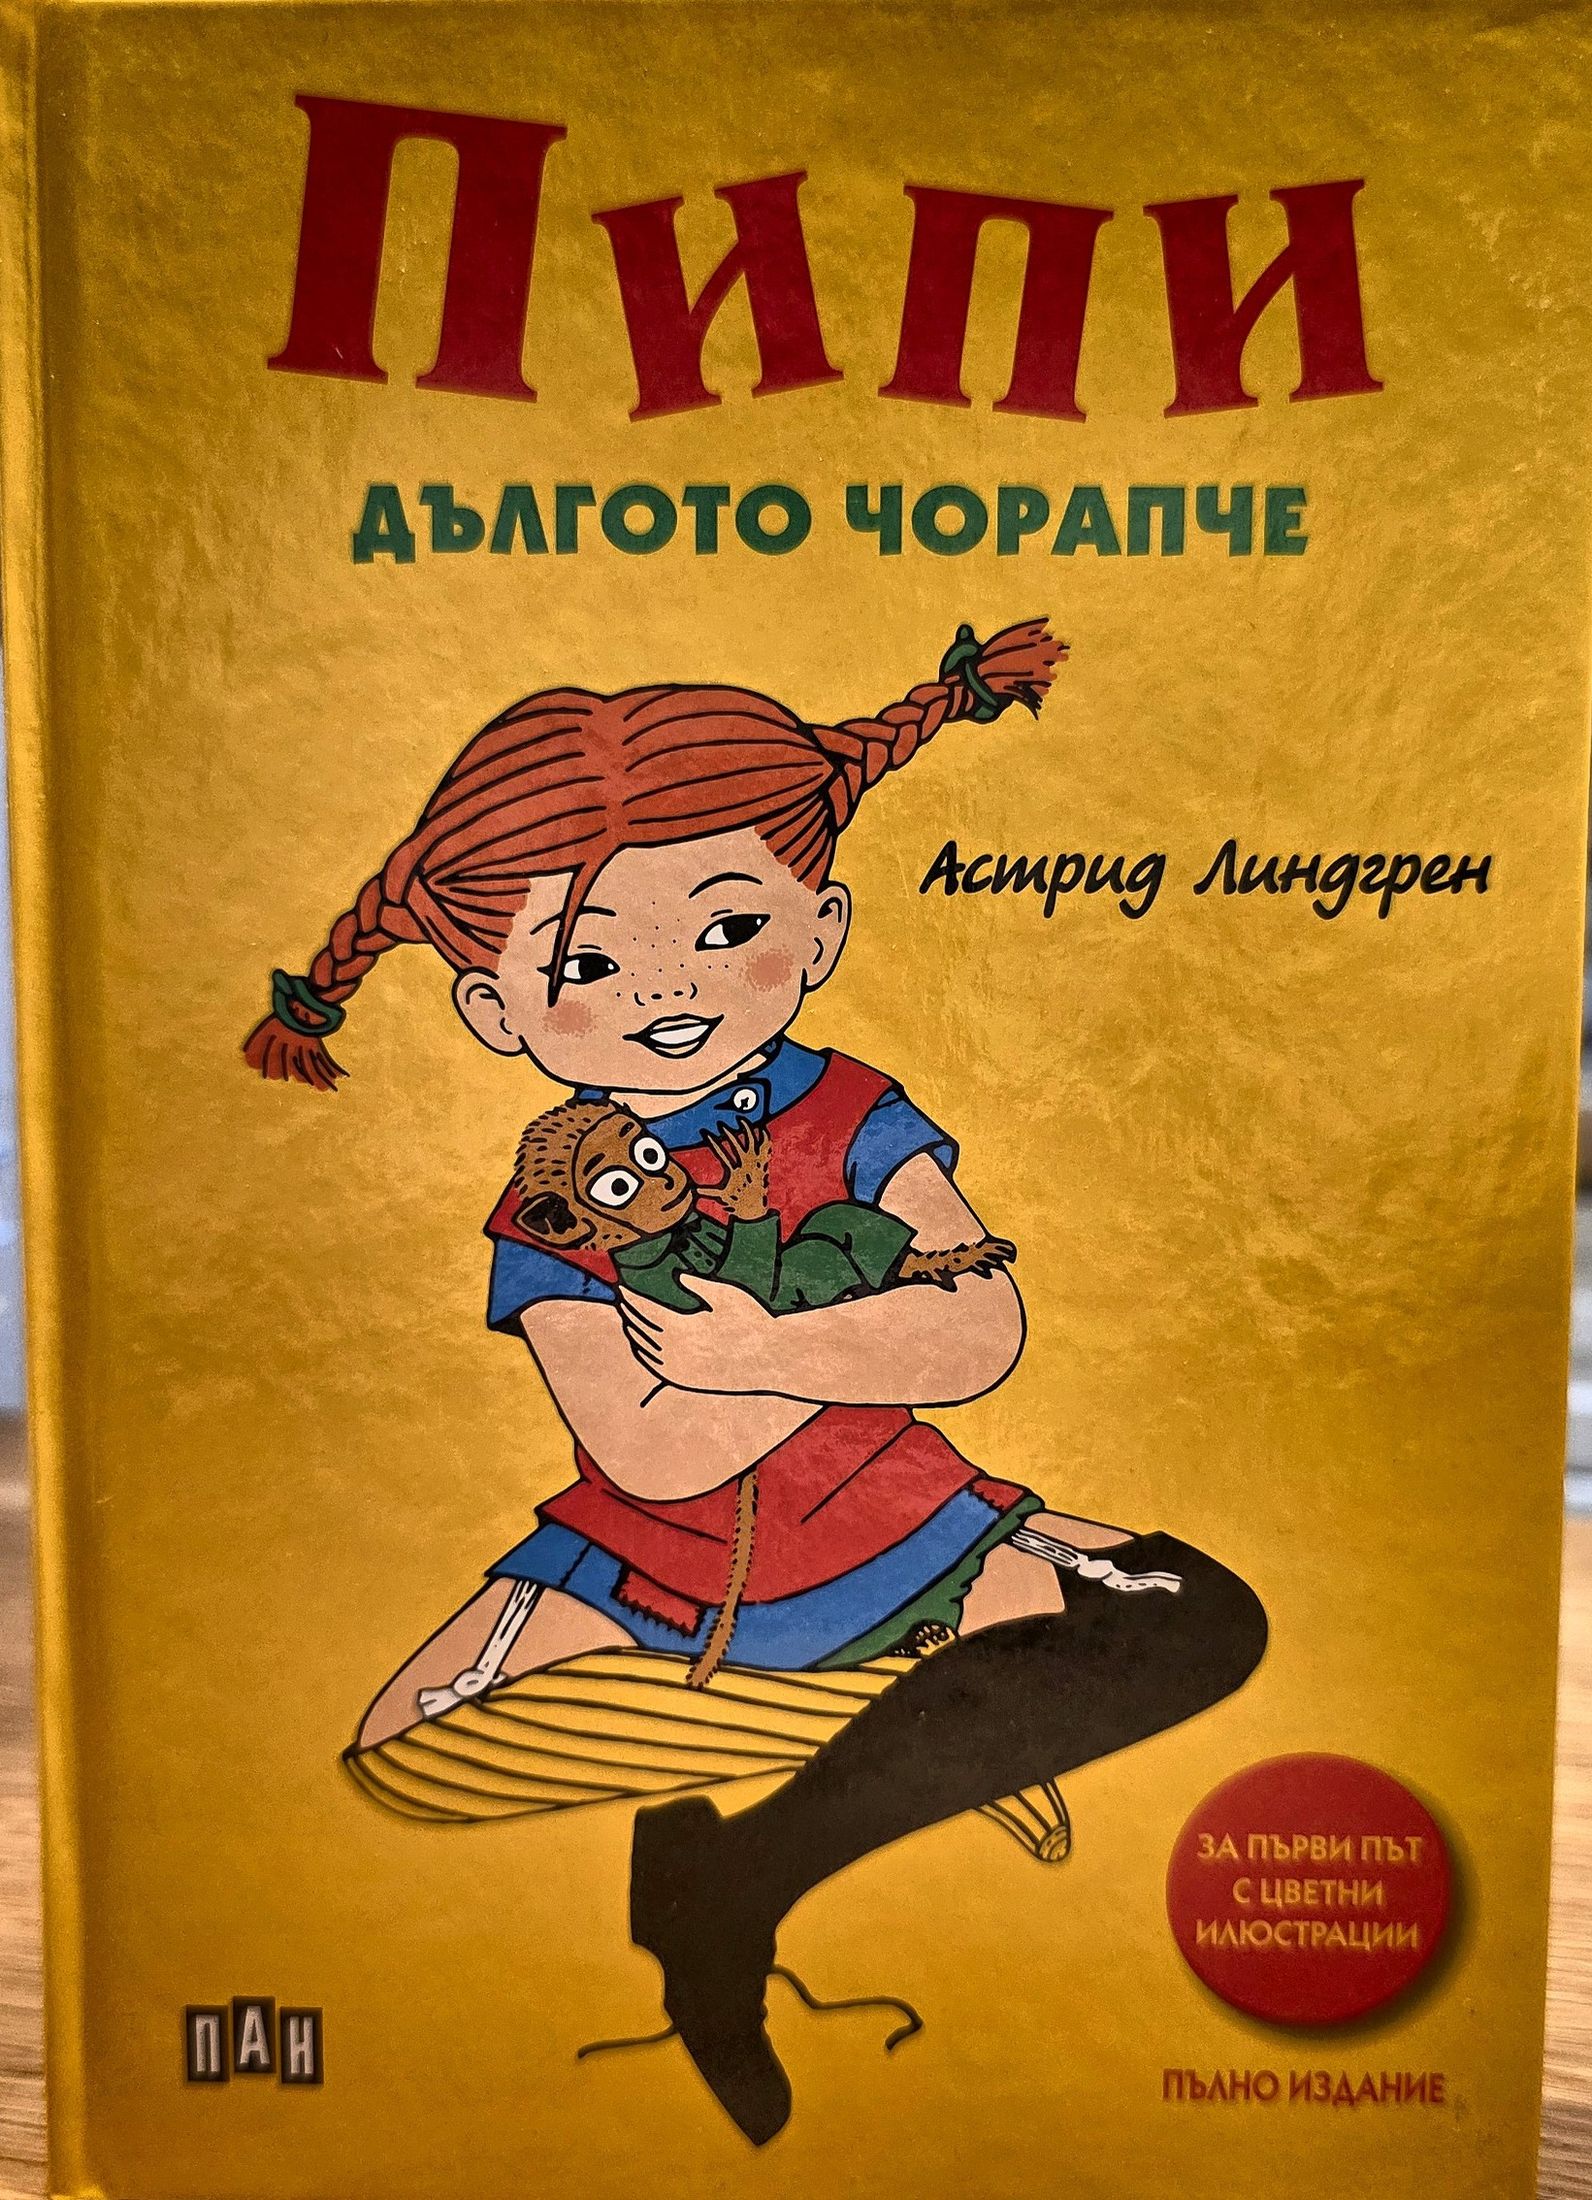 ПИПИ
ДЪЛГОТО ЧОРАПЧЕ
Астрид Линдгрен
ЗА ПЪРВИ ПЪТ
С ЦВЕТНИ
ИЛЮСТРАЦИИ
ПАН
ПЪЛНО ИЗДАНИЕ